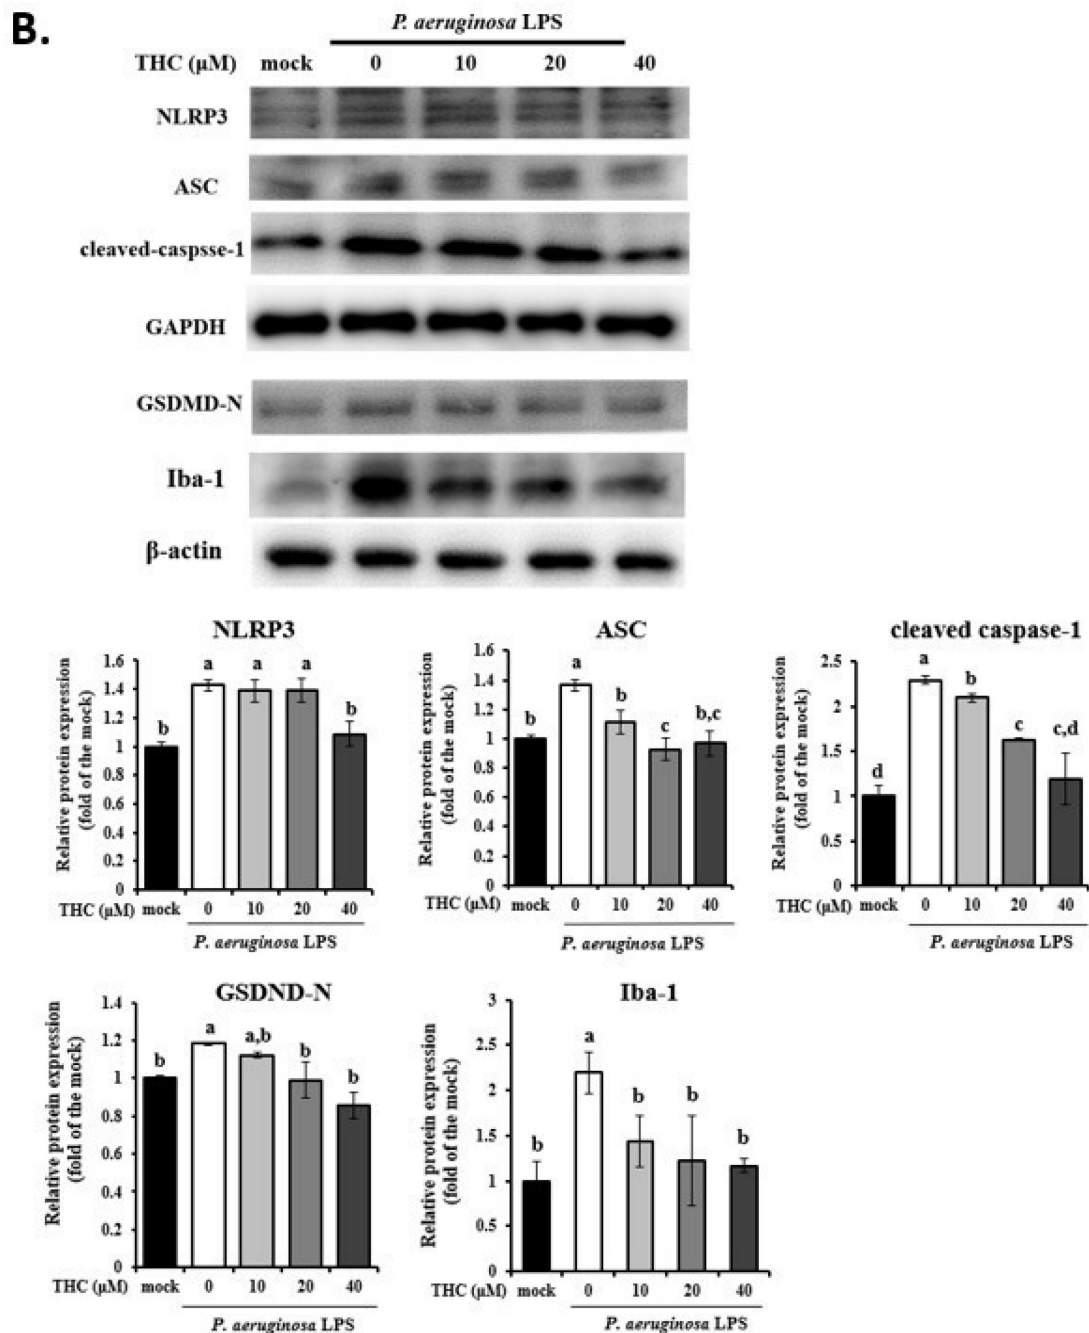 B.
P. aeruginosa LPS
THC (μM) mock 0 10 20 40
NLRP3
ASC
cleaved-caspsse-1
GAPDH
GSDMD-N
Iba-1
β-actin
NLRP3
Relative protein expression
(fold of the mock)
1.6
1.4
1.2
1
0.8
0.6
0.4
0.2
0
b a a a b
THC (μM) mock 0 10 20 40
P. aeruginosa LPS
ASC
Relative protein expression
(fold of the mock)
1.6
1.4
1.2
1
0.8
0.6
0.4
0.2
0
b a b c b,c
THC (μM) mock 0 10 20 40
P. aeruginosa LPS
cleaved caspase-1
Relative protein expression
(fold of the mock)
2.5
2
1.5
1
0.5
0
d a b c c,d
THC (μM) mock 0 10 20 40
P. aeruginosa LPS
GSDND-N
Relative protein expression
(fold of the mock)
1.4
1.2
1
0.8
0.6
0.4
0.2
0
b a a,b b b
THC (μM) mock 0 10 20 40
P. aeruginosa LPS
Iba-1
Relative protein expression
(fold of the mock)
3
2.5
2
1.5
1
0.5
0
b a b b b
THC (μM) mock 0 10 20 40
P. aeruginosa LPS